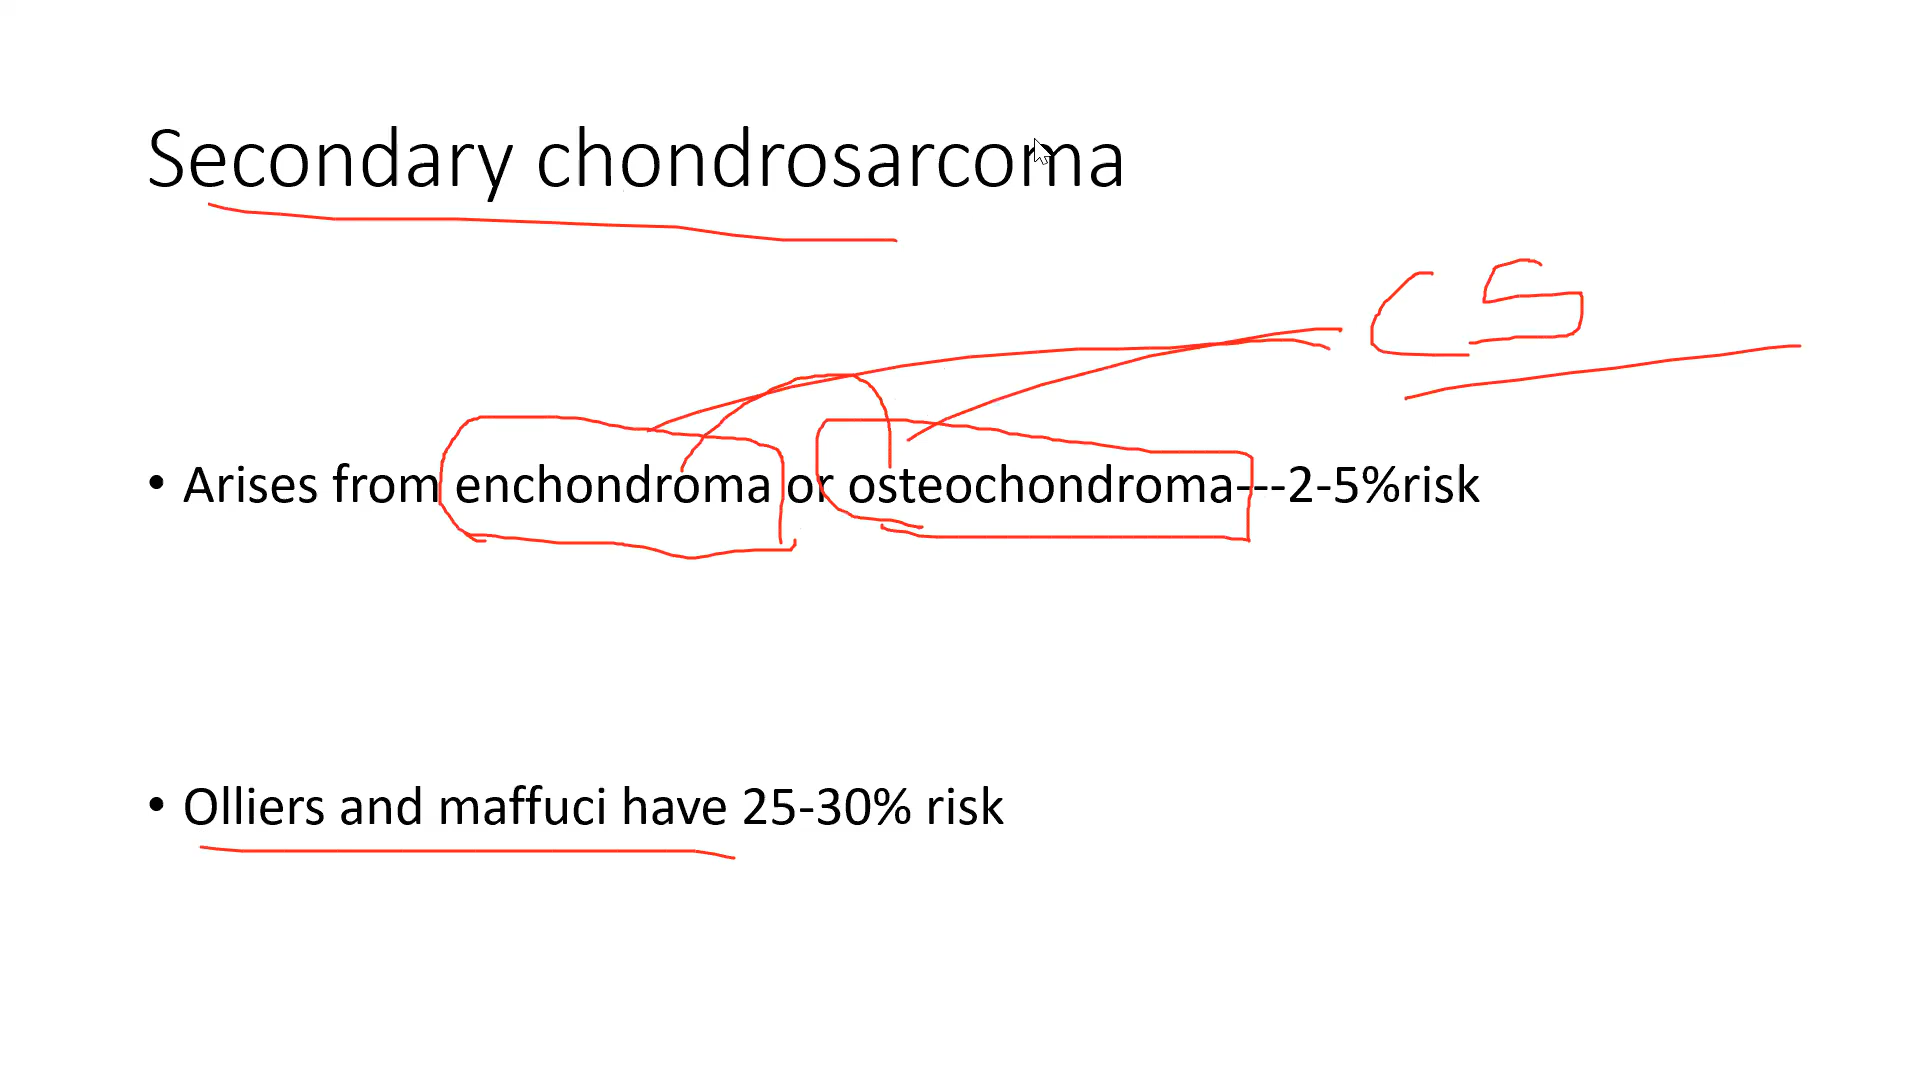 Secondary chondrosarcoma
CS
• Arises from enchondroma or osteochondroma---2-5%risk
• Olliers and maffuci have 25-30% risk